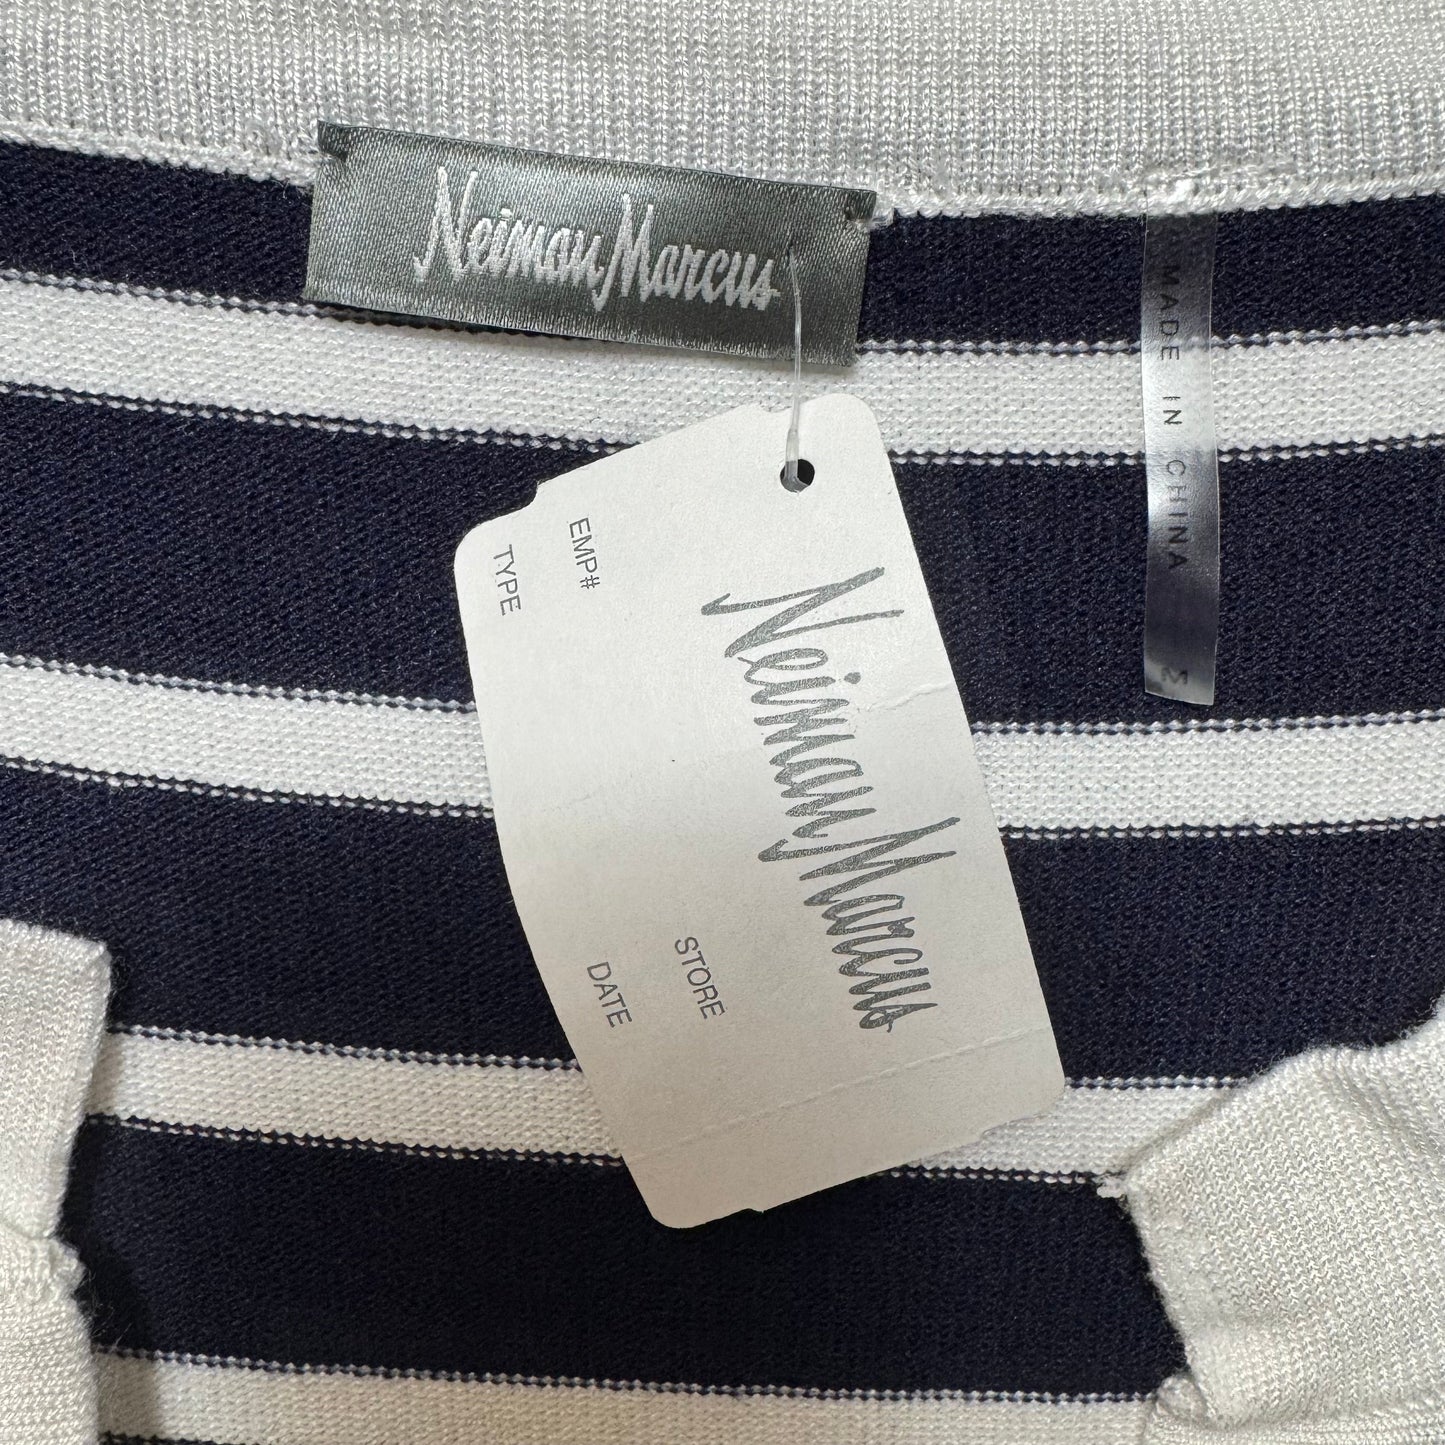 Neiman Marcus
MADE IN CHINA
M
Neiman Marcus
EMP#
TYPE
STORE
DATE